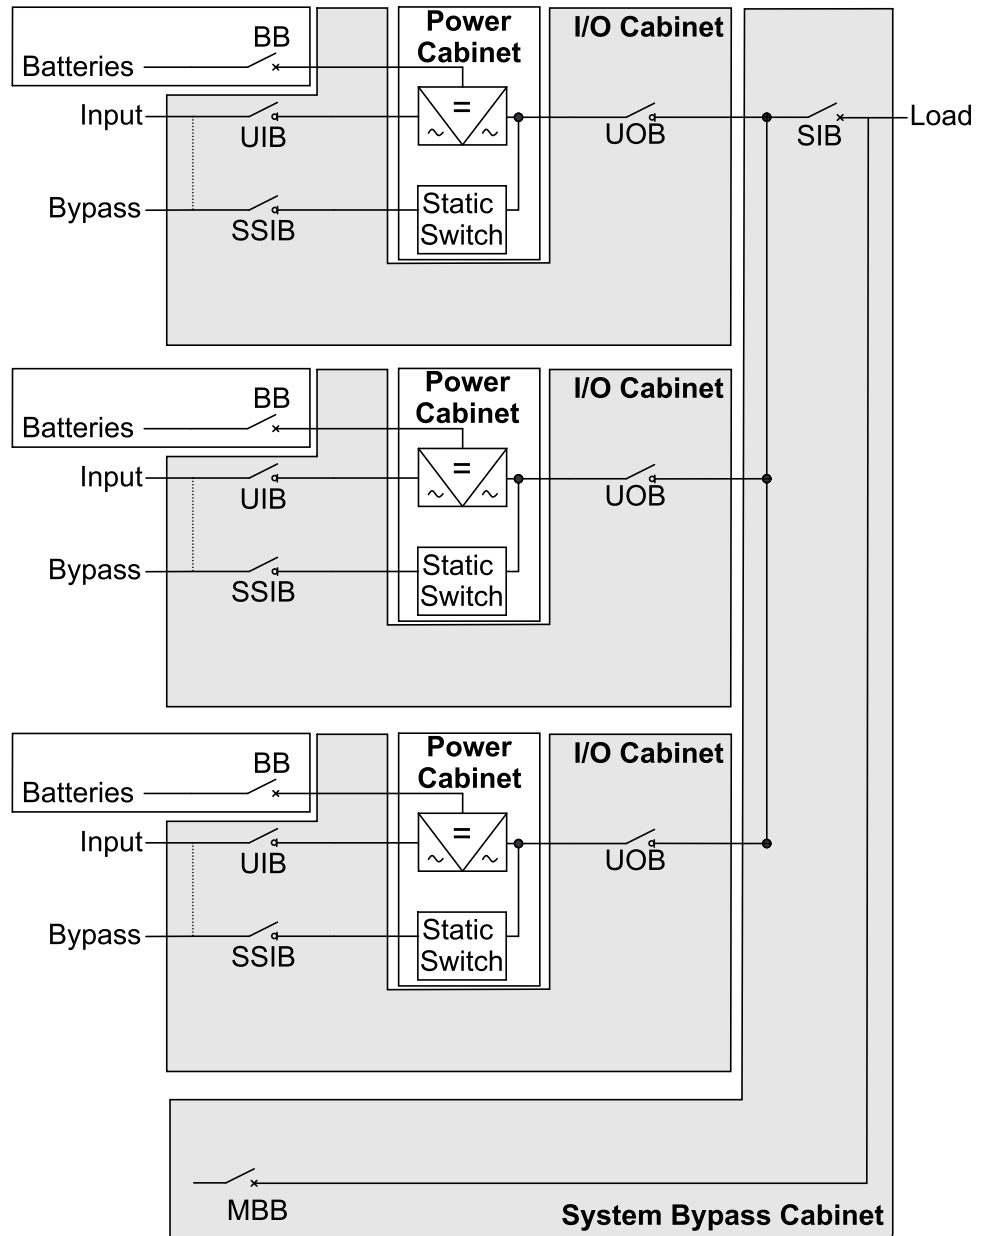 Power
Cabinet
I/O Cabinet
BB
Batteries
Input
UIB
UOB
SIB
Load
Bypass
SSIB
Static
Switch
Power
Cabinet
I/O Cabinet
BB
Batteries
Input
UIB
UOB
Bypass
SSIB
Static
Switch
Power
Cabinet
I/O Cabinet
BB
Batteries
Input
UIB
UOB
Bypass
SSIB
Static
Switch
MBB
System Bypass Cabinet